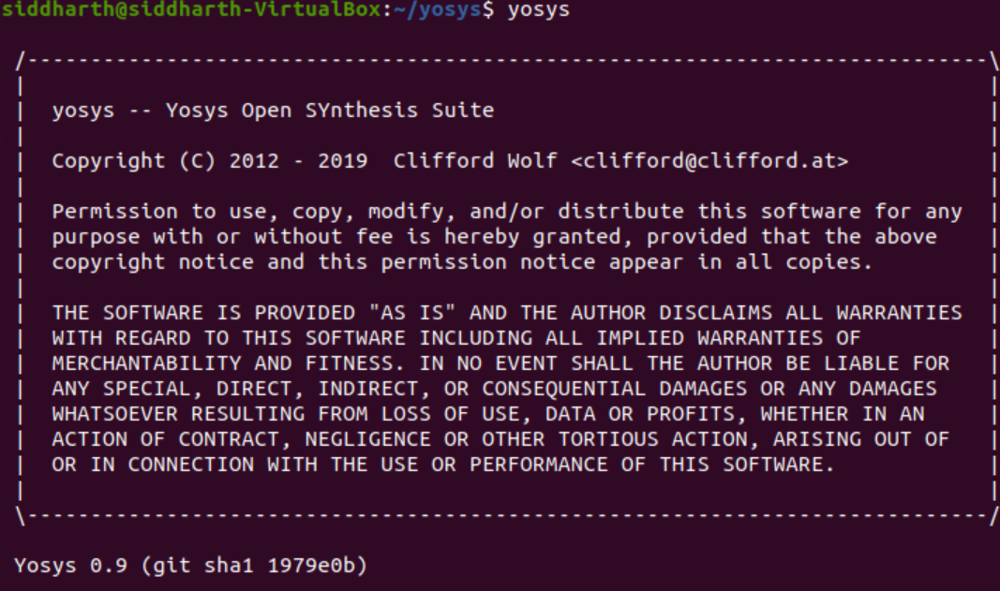 siddharth@siddharth-VirtualBox:~/yosys$ yosys
/----------------------------------------------------------------------------\
|                                                                            |
|  yosys -- Yosys Open SYnthesis Suite                                       |
|                                                                            |
|  Copyright (C) 2012 - 2019  Clifford Wolf <clifford@clifford.at>           |
|                                                                            |
|  Permission to use, copy, modify, and/or distribute this software for any  |
|  purpose with or without fee is hereby granted, provided that the above    |
|  copyright notice and this permission notice appear in all copies.         |
|                                                                            |
|  THE SOFTWARE IS PROVIDED "AS IS" AND THE AUTHOR DISCLAIMS ALL WARRANTIES  |
|  WITH REGARD TO THIS SOFTWARE INCLUDING ALL IMPLIED WARRANTIES OF          |
|  MERCHANTABILITY AND FITNESS. IN NO EVENT SHALL THE AUTHOR BE LIABLE FOR   |
|  ANY SPECIAL, DIRECT, INDIRECT, OR CONSEQUENTIAL DAMAGES OR ANY DAMAGES    |
|  WHATSOEVER RESULTING FROM LOSS OF USE, DATA OR PROFITS, WHETHER IN AN     |
|  ACTION OF CONTRACT, NEGLIGENCE OR OTHER TORTIOUS ACTION, ARISING OUT OF   |
|  OR IN CONNECTION WITH THE USE OR PERFORMANCE OF THIS SOFTWARE.            |
|                                                                            |
\----------------------------------------------------------------------------/
Yosys 0.9 (git sha1 1979e0b)